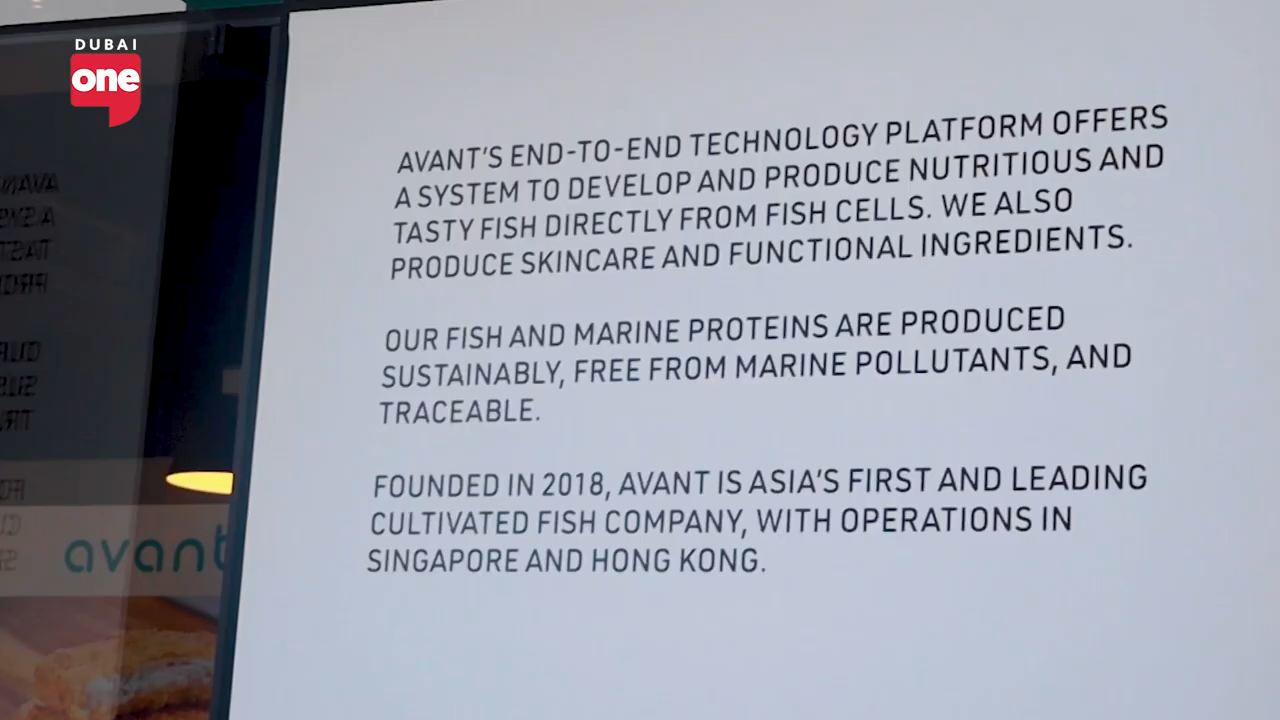 DUBAI
one
AVANT'S END-TO-END TECHNOLOGY PLATFORM OFFERS
A SYSTEM TO DEVELOP AND PRODUCE NUTRITIOUS AND
TASTY FISH DIRECTLY FROM FISH CELLS. WE ALSO
PRODUCE SKINCARE AND FUNCTIONAL INGREDIENTS.
OUR FISH AND MARINE PROTEINS ARE PRODUCED
SUSTAINABLY, FREE FROM MARINE POLLUTANTS, AND
TRACEABLE.
FOUNDED IN 2018, AVANT IS ASIA'S FIRST AND LEADING
CULTIVATED FISH COMPANY, WITH OPERATIONS IN
SINGAPORE AND HONG KONG.
avant